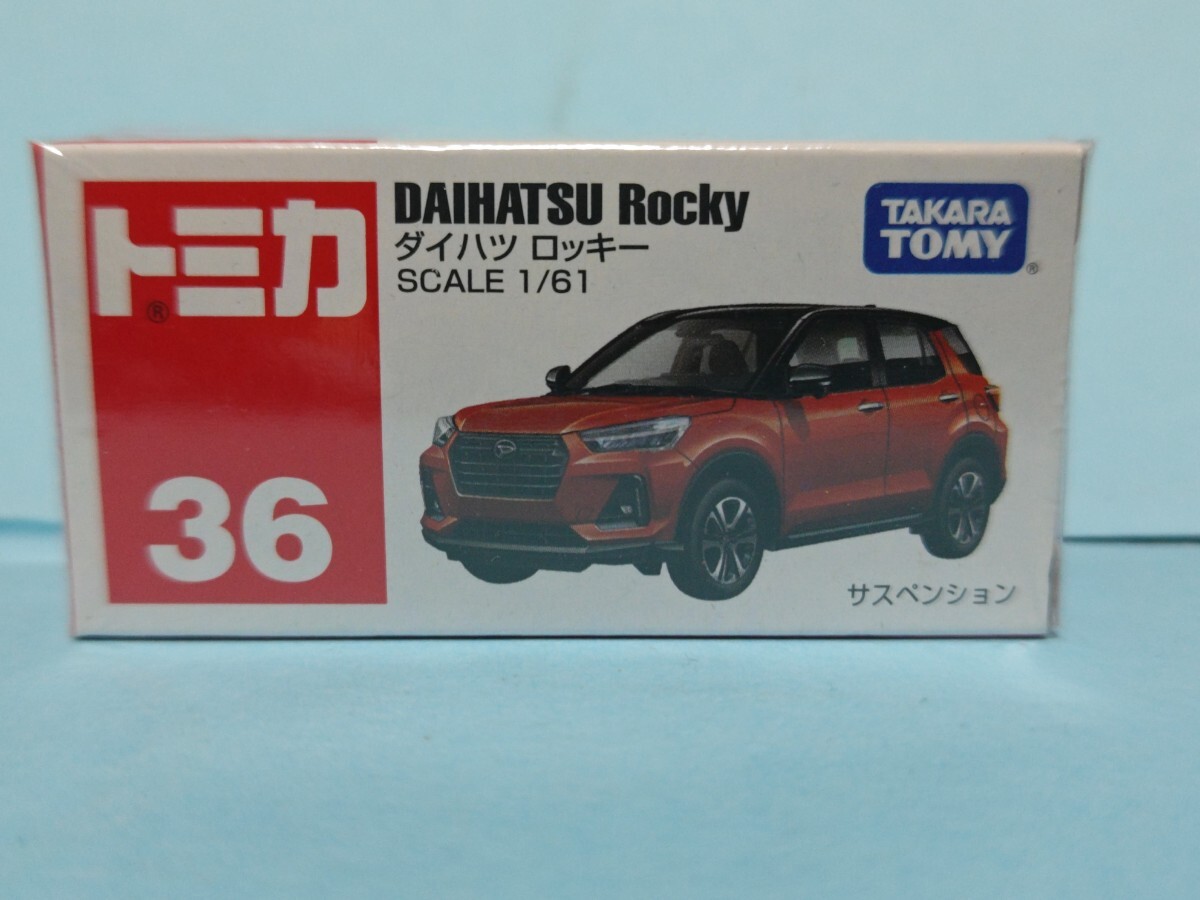 トミカ
®
36
DAIHATSU Rocky
ダイハツ ロッキー
SCALE 1/61
TAKARA
TOMY
®
サスペンション